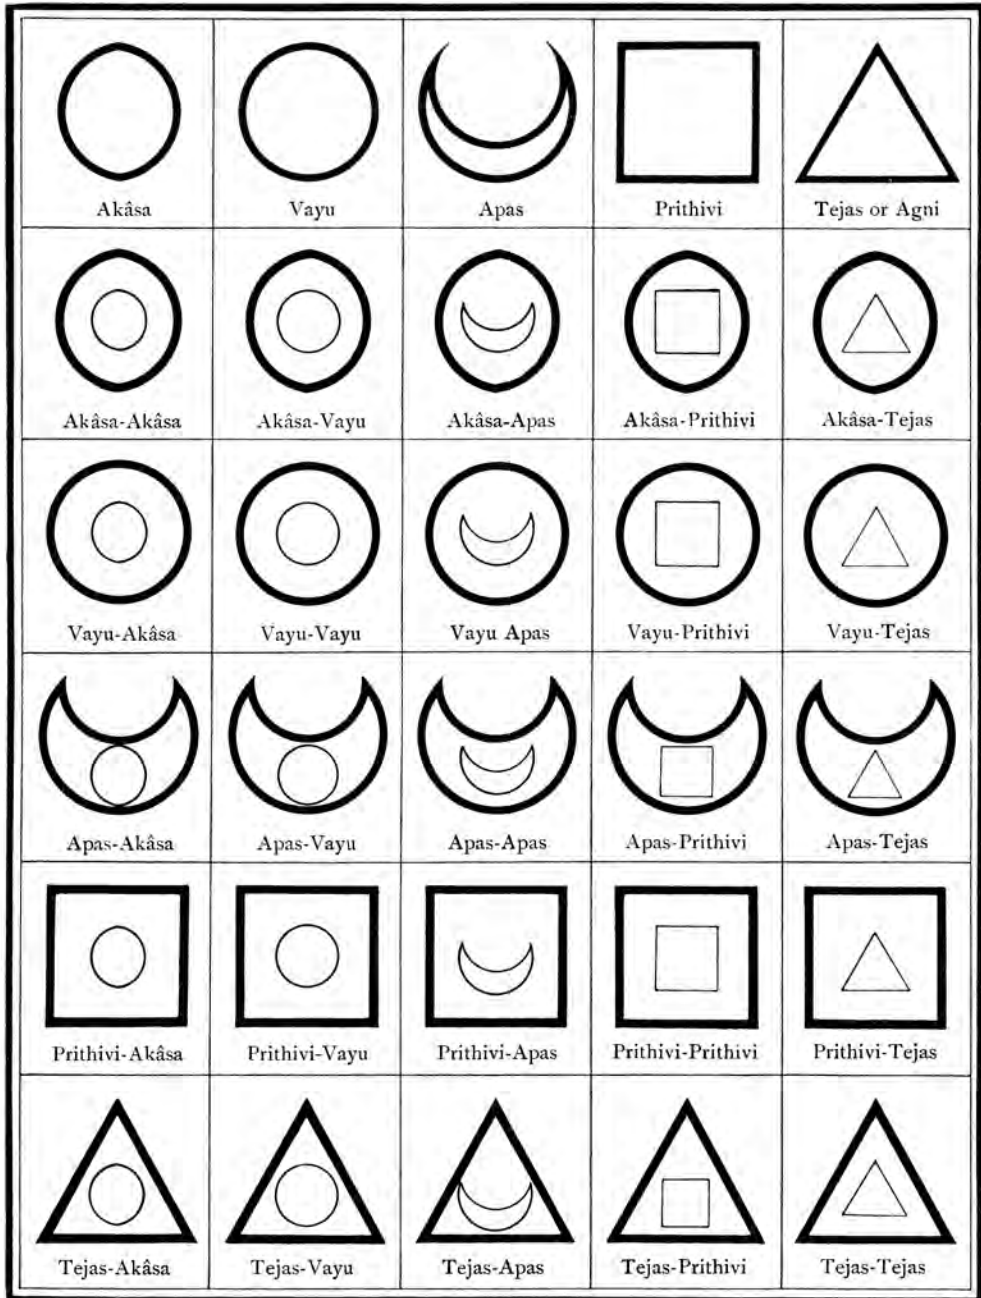 Akâsa
Vayu
Apas
Prithivi
Tejas or Agni
Akâsa-Akâsa
Akâsa-Vayu
Akâsa-Apas
Akâsa-Prithivi
Akâsa-Tejas
Vayu-Akâsa
Vayu-Vayu
Vayu Apas
Vayu-Prithivi
Vayu-Tejas
Apas-Akâsa
Apas-Vayu
Apas-Apas
Apas-Prithivi
Apas-Tejas
Prithivi-Akâsa
Prithivi-Vayu
Prithivi-Apas
Prithivi-Prithivi
Prithivi-Tejas
Tejas-Akâsa
Tejas-Vayu
Tejas-Apas
Tejas-Prithivi
Tejas-Tejas